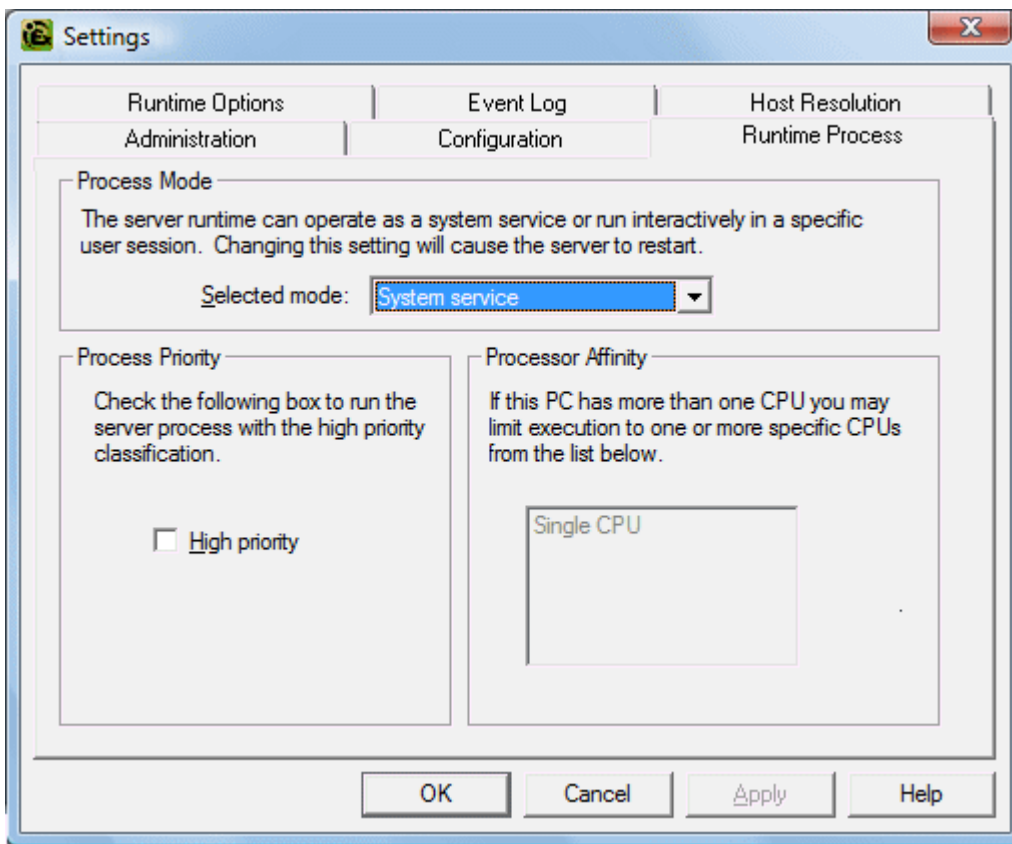 Settings
Runtime Options
Event Log
Host Resolution
Administration
Configuration
Runtime Process
Process Mode
The server runtime can operate as a system service or run interactively in a specific
user session.  Changing this setting will cause the server to restart.
Selected mode:
System service
Process Priority
Check the following box to run the
server process with the high priority
classification.
High priority
Processor Affinity
If this PC has more than one CPU you may
limit execution to one or more specific CPUs
from the list below.
Single CPU
OK
Cancel
Apply
Help